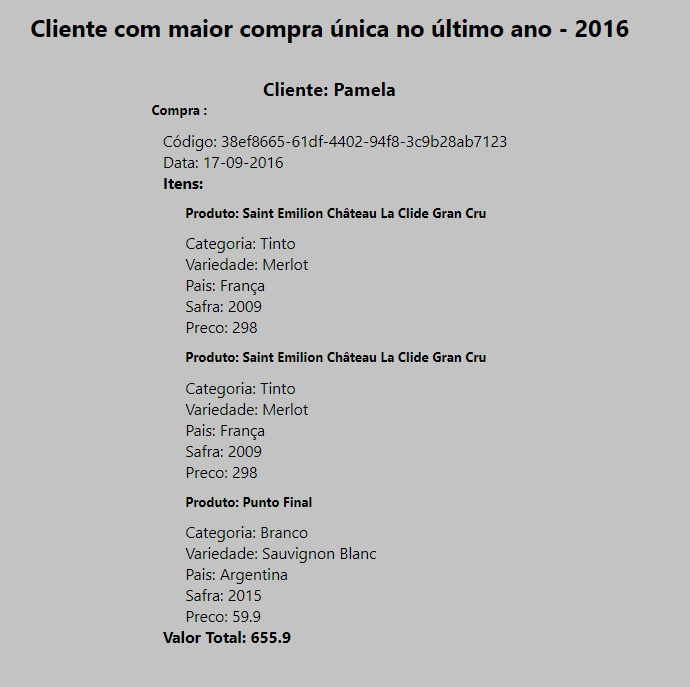 Cliente com maior compra única no último ano - 2016
Cliente: Pamela
Compra :
Código: 38ef8665-61df-4402-94f8-3c9b28ab7123
Data: 17-09-2016
Itens:
Produto: Saint Emilion Château La Clide Gran Cru
Categoria: Tinto
Variedade: Merlot
Pais: França
Safra: 2009
Preco: 298
Produto: Saint Emilion Château La Clide Gran Cru
Categoria: Tinto
Variedade: Merlot
Pais: França
Safra: 2009
Preco: 298
Produto: Punto Final
Categoria: Branco
Variedade: Sauvignon Blanc
Pais: Argentina
Safra: 2015
Preco: 59.9
Valor Total: 655.9